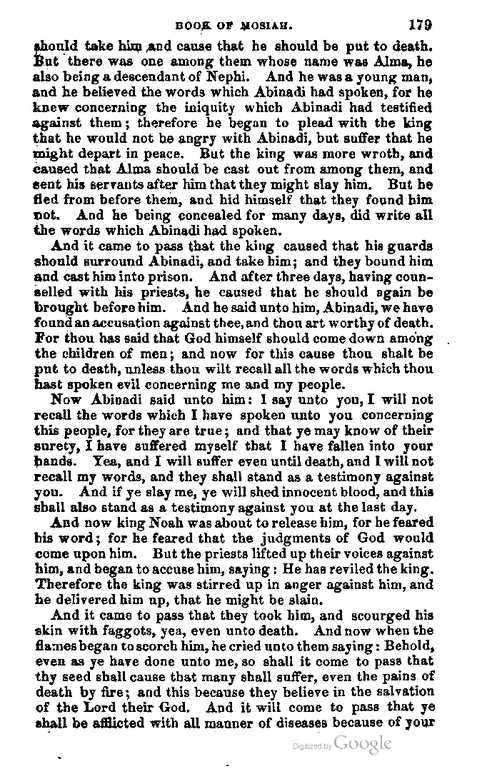 BOOK OF MOSIAH. 179
should take him and cause that he should be put to death.
But there was one among them whose name was Alma, he
also being a descendant of Nephi. And he was a young man,
and he believed the words which Abinadi had spoken, for he
knew concerning the iniquity which Abinadi had testified
against them; therefore he began to plead with the king
that he would not be angry with Abinadi, but suffer that he
might depart in peace. But the king was more wroth, and
caused that Alma should be cast out from among them, and
sent his servants after him that they might slay him. But he
fled from before them, and hid himself that they found him
not. And he being concealed for many days, did write all
the words which Abinadi had spoken.
And it came to pass that the king caused that his guards
should surround Abinadi, and take him; and they bound him
and cast him into prison. And after three days, having coun-
selled with his priests, he caused that he should again be
brought before him. And he said unto him, Abinadi, we have
found an accusation against thee, and thou art worthy of death.
For thou has said that God himself should come down among
the children of men; and now for this cause thou shalt be
put to death, unless thou wilt recall all the words which thou
hast spoken evil concerning me and my people.
Now Abinadi said unto him: I say unto you, I will not
recall the words which I have spoken unto you concerning
this people, for they are true; and that ye may know of their
surety, I have suffered myself that I have fallen into your
hands. Yea, and I will suffer even until death, and I will not
recall my words, and they shall stand as a testimony against
you. And if ye slay me, ye will shed innocent blood, and this
shall also stand as a testimony against you at the last day.
And now king Noah was about to release him, for he feared
his word; for he feared that the judgments of God would
come upon him. But the priests lifted up their voices against
him, and began to accuse him, saying: He has reviled the king.
Therefore the king was stirred up in anger against him, and
he delivered him up, that he might be slain.
And it came to pass that they took him, and scourged his
skin with faggots, yea, even unto death. And now when the
flames began to scorch him, he cried unto them saying: Behold,
even as ye have done unto me, so shall it come to pass that
thy seed shall cause that many shall suffer, even the pains of
death by fire; and this because they believe in the salvation
of the Lord their God. And it will come to pass that ye
shall be afflicted with all manner of diseases because of your
Digitized by Google